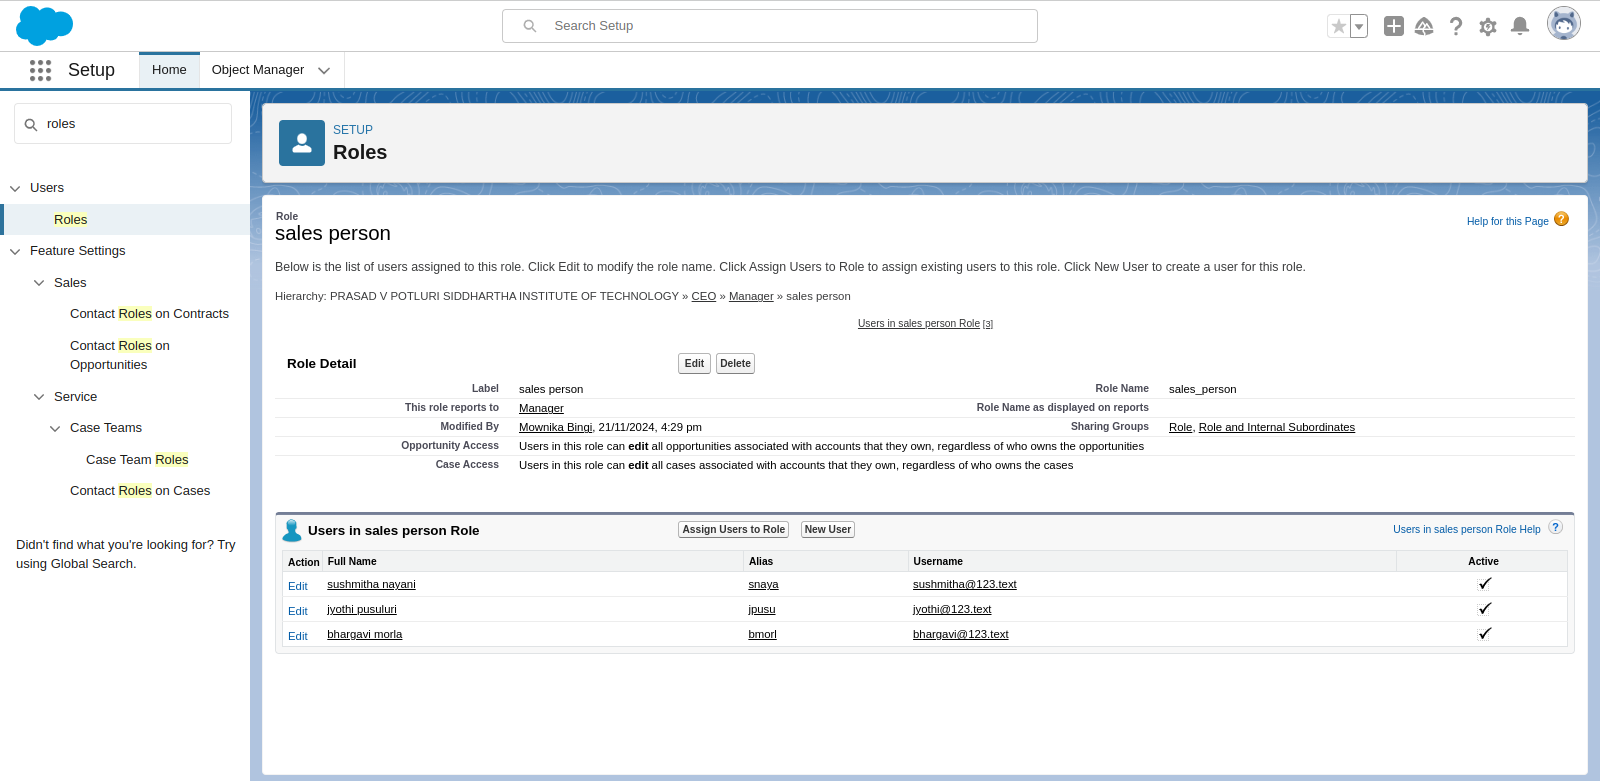 Search Setup
Setup
Home
Object Manager
roles
Users
Roles
Feature Settings
Sales
Contact Roles on Contracts
Contact Roles on
Opportunities
Service
Case Teams
Case Team Roles
Contact Roles on Cases
Didn't find what you're looking for? Try
using Global Search.
SETUP
Roles
Role
sales person
Help for this Page ?
Below is the list of users assigned to this role. Click Edit to modify the role name. Click Assign Users to Role to assign existing users to this role. Click New User to create a user for this role.
Hierarchy: PRASAD V POTLURI SIDDHARTHA INSTITUTE OF TECHNOLOGY » CEO » Manager » sales person
Users in sales person Role [3]
Role Detail Edit Delete
Label sales person Role Name sales_person
This role reports to Manager Role Name as displayed on reports
Modified By Mownika Bingi, 21/11/2024, 4:29 pm Sharing Groups Role, Role and Internal Subordinates
Opportunity Access Users in this role can edit all opportunities associated with accounts that they own, regardless of who owns the opportunities
Case Access Users in this role can edit all cases associated with accounts that they own, regardless of who owns the cases
Users in sales person Role Assign Users to Role New User Users in sales person Role Help ?
Action Full Name Alias Username Active
Edit sushmitha nayani snaya sushmitha@123.text
Edit jyothi pusuluri jpusu jyothi@123.text
Edit bhargavi morla bmorl bhargavi@123.text